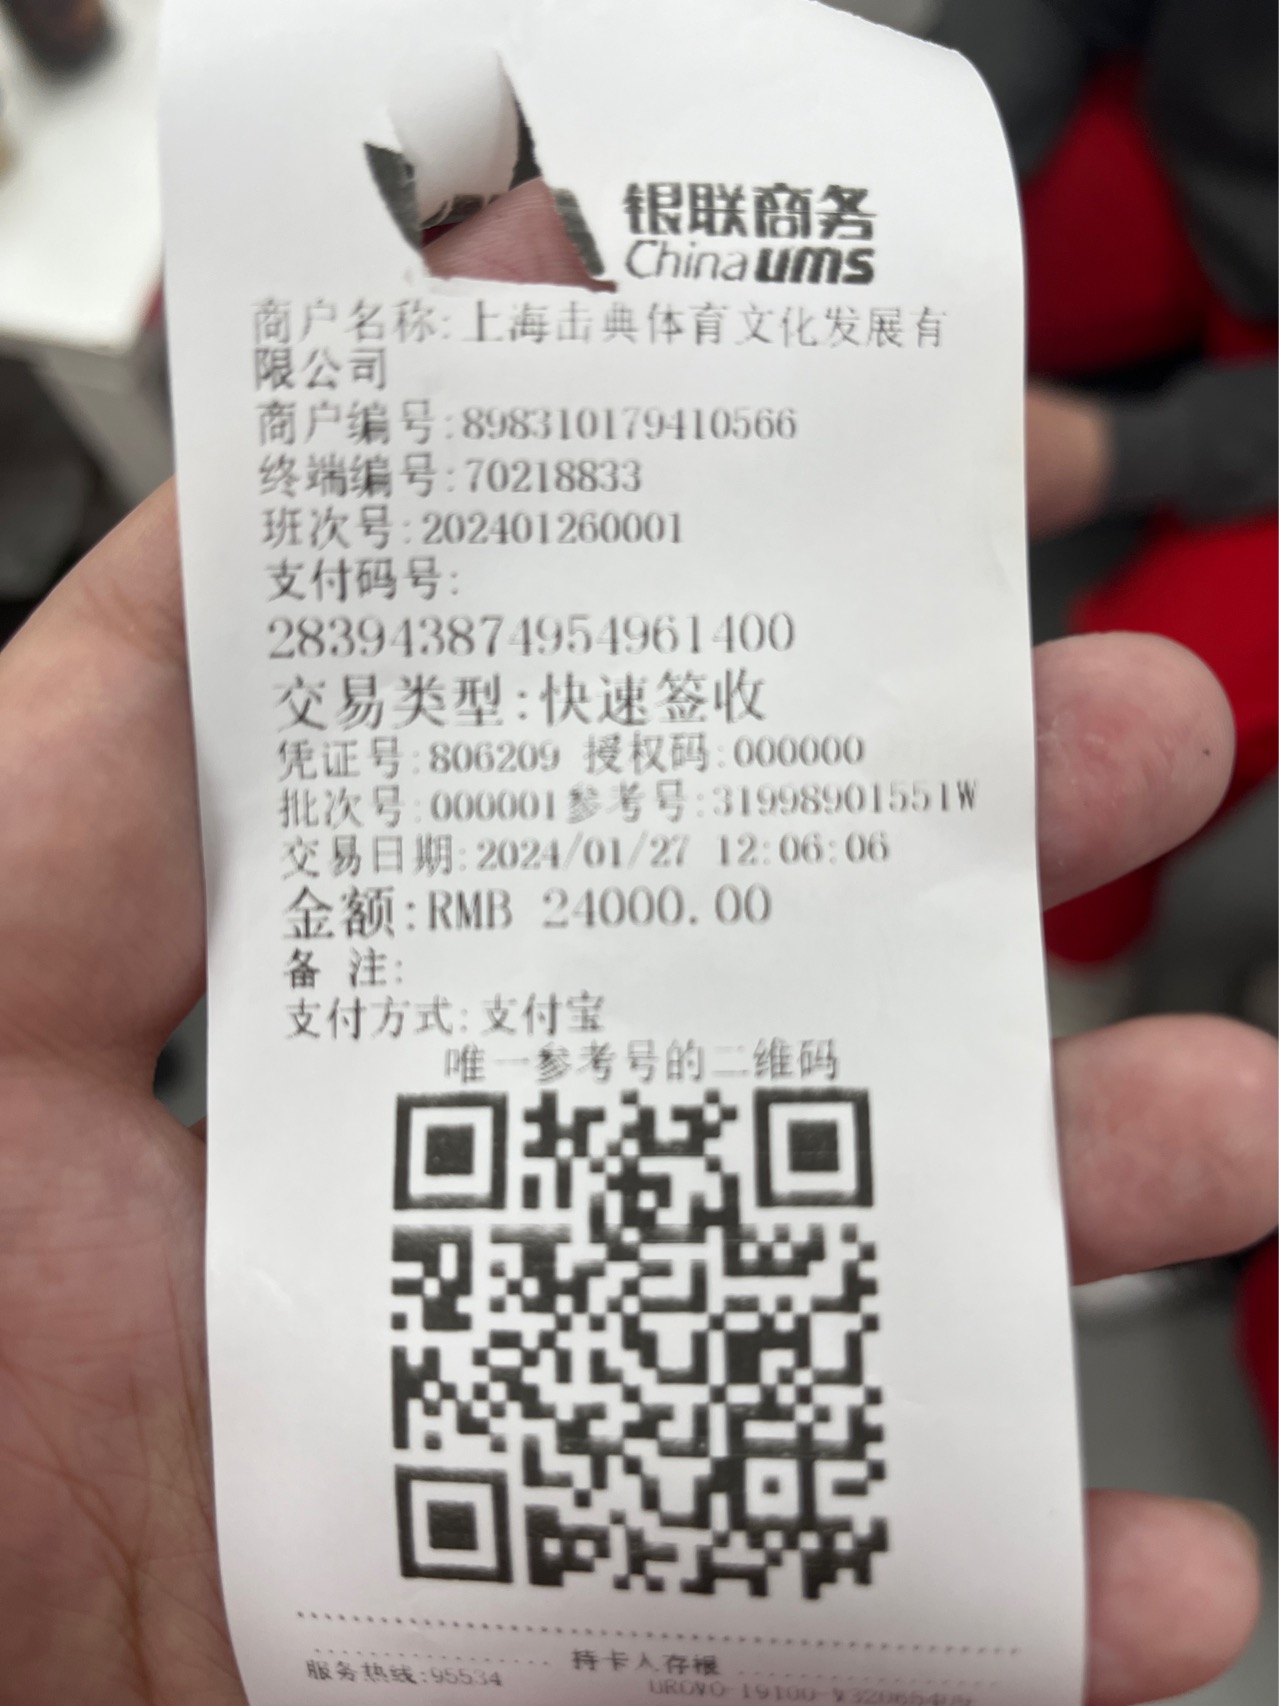 银联商务
Chinaums
商户名称:上海击典体育文化发展有
限公司
商户编号:898310179410566
终端编号:70218833
班次号:202401260001
支付码号:
283943874954961400
交易类型:快速签收
凭证号:806209 授权码:000000
批次号:000001参考号:31998901551W
交易日期:2024/01/27 12:06:06
金额:RMB 24000.00
备 注:
支付方式:支付宝
唯一参考号的二维码
持卡人存根
服务热线:95534